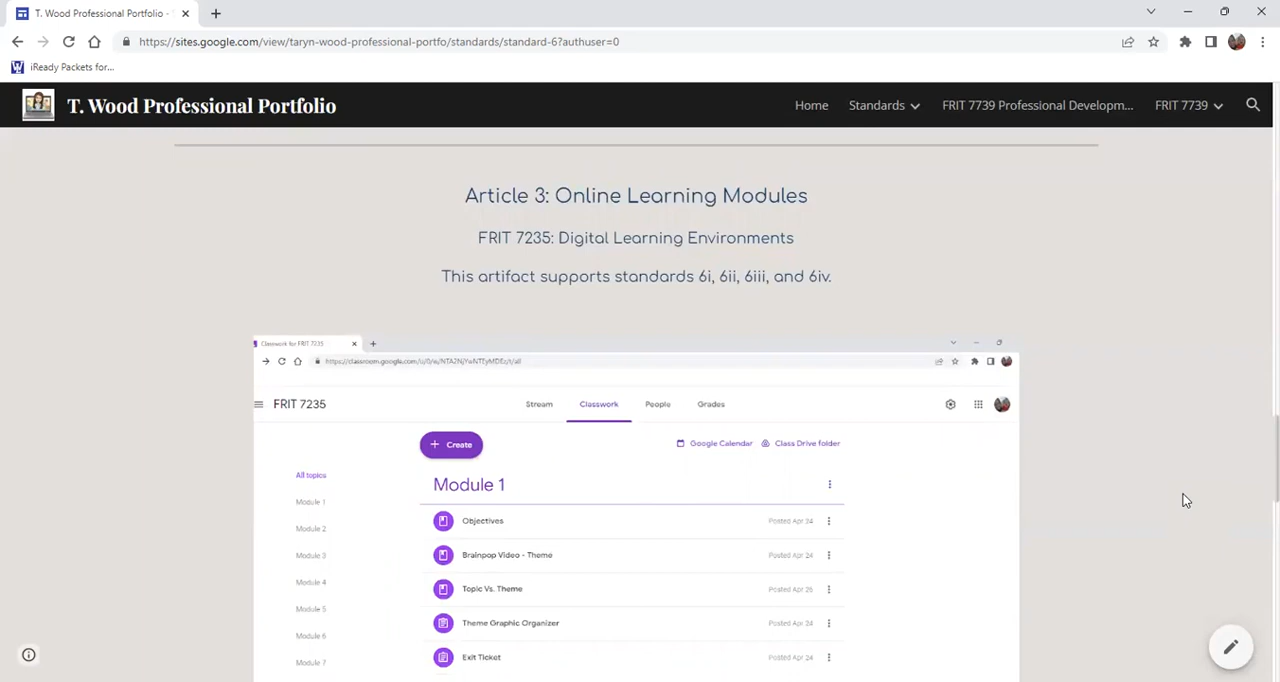 T. Wood Professional Portfolio -
https://sites.google.com/view/taryn-wood-professional-portfo/standards/standard-6?authuser=0
iReady Packets for...
T. Wood Professional Portfolio
Home Standards FRIT 7739 Professional Developm... FRIT 7739
Article 3: Online Learning Modules
FRIT 7235: Digital Learning Environments
This artifact supports standards 6i, 6ii, 6iii, and 6iv.
Classwork for FRIT 7235
FRIT 7235 Stream Classwork People Grades
+ Create Google Calendar Class Drive folder
All topics
Module 1
Module 2
Module 3
Module 4
Module 5
Module 6
Module 7
Module 1
Objectives Posted Apr 24
Brainpop Video - Theme Posted Apr 24
Topic Vs. Theme Posted Apr 25
Theme Graphic Organizer Posted Apr 24
Exit Ticket Posted Apr 24